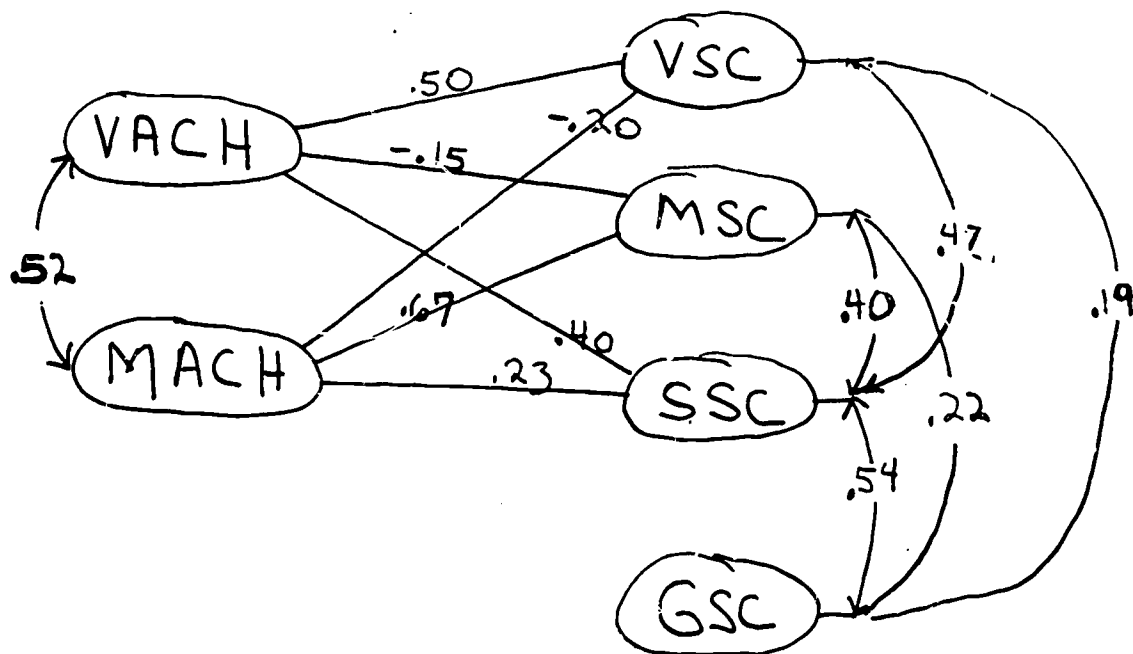 VSC
.50
VACH
-.20
-.15
MSC
.47
.52
.67
.40
.40
.19
MACH
.23
SSC
.22
.54
GSC